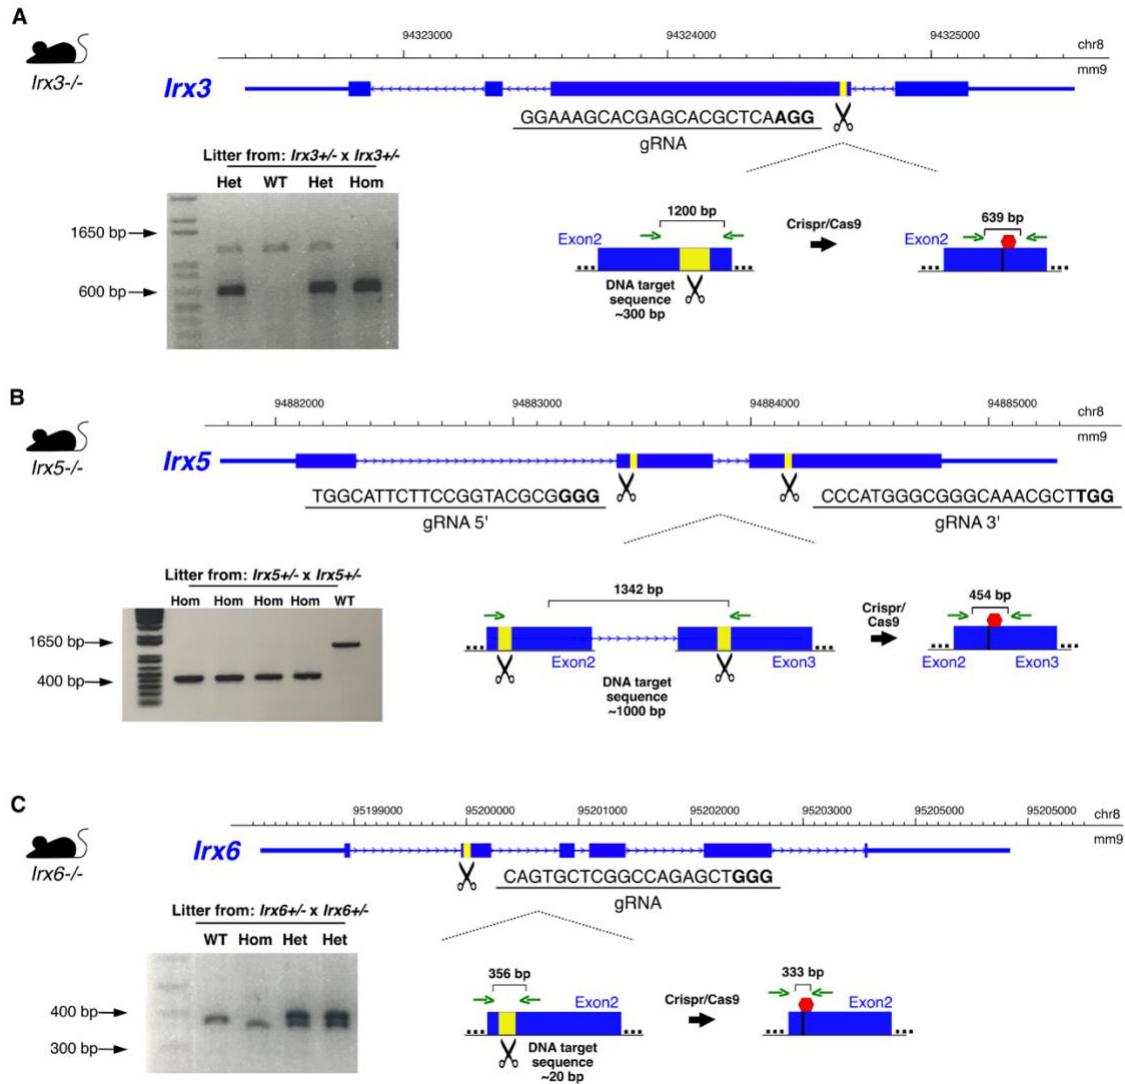 A
Irx3-/-
94323000 94324000 94325000 chr8
mm9
Irx3
GGAAAGCACGAGCACGCTCAAGG
gRNA
Litter from: Irx3+/- x Irx3+/-
Het WT Het Hom
1650 bp
600 bp
1200 bp
Exon2
DNA target
sequence
~300 bp
Crispr/Cas9
639 bp
Exon2
B
Irx5-/-
94882000 94883000 94884000 94885000 chr8
mm9
Irx5
TGGCATTCTTCCGGTACGCGGGG
gRNA 5'
CCCATGGGCGGGCAAACGCTTGG
gRNA 3'
Litter from: Irx5+/- x Irx5+/-
Hom Hom Hom Hom WT
1650 bp
400 bp
1342 bp
Exon2 Exon3
DNA target
sequence
~1000 bp
Crispr/
Cas9
454 bp
Exon2 Exon3
C
Irx6-/-
95199000 95200000 95201000 95202000 95203000 95205000 95205000 chr8
mm9
Irx6
CAGTGCTCGGCCAGAGCTGGG
gRNA
Litter from: Irx6+/- x Irx6+/-
WT Hom Het Het
400 bp
300 bp
356 bp
Exon2
DNA target
sequence
~20 bp
Crispr/Cas9
333 bp
Exon2